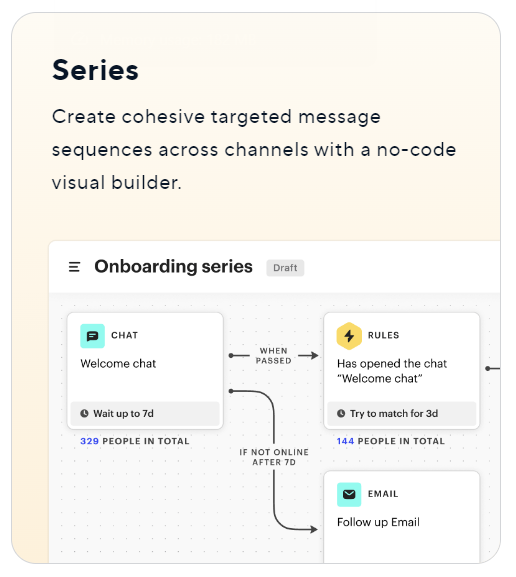 Series
Create cohesive targeted message
sequences across channels with a no-code
visual builder.
Onboarding series
Draft
CHAT
Welcome chat
Wait up to 7d
329 PEOPLE IN TOTAL
WHEN
PASSED
IF NOT ONLINE
AFTER 7D
RULES
Has opened the chat
“Welcome chat”
Try to match for 3d
144 PEOPLE IN TOTAL
EMAIL
Follow up Email